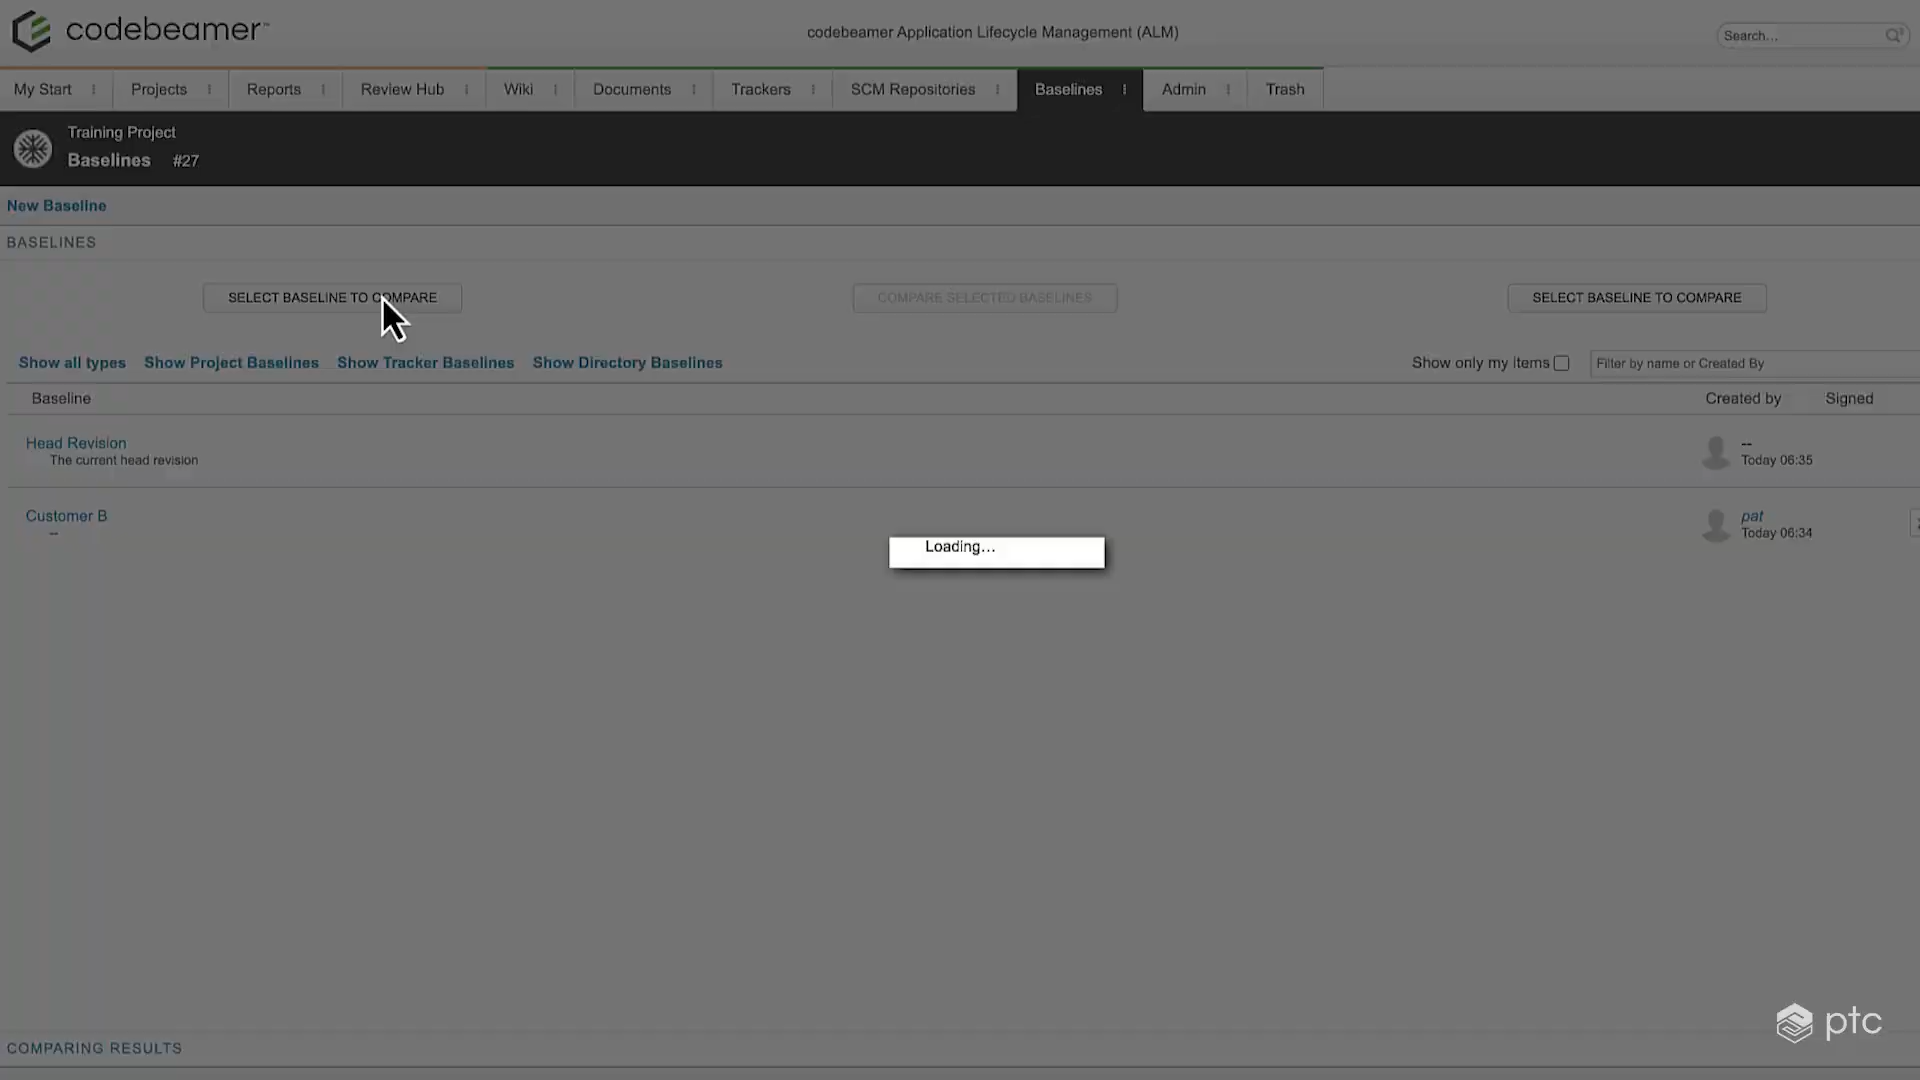 codebeamer™
codebeamer Application Lifecycle Management (ALM)
Search...
My Start
Projects
Reports
Review Hub
Wiki
Documents
Trackers
SCM Repositories
Baselines
Admin
Trash
Training Project
Baselines #27
New Baseline
BASELINES
SELECT BASELINE TO COMPARE
COMPARE SELECTED BASELINES
SELECT BASELINE TO COMPARE
Show all types
Show Project Baselines
Show Tracker Baselines
Show Directory Baselines
Show only my items
Filter by name or Created By
Baseline
Created by
Signed
Head Revision
The current head revision
--
Today 06:35
Customer B
--
pat
Today 06:34
Loading...
COMPARING RESULTS
ptc